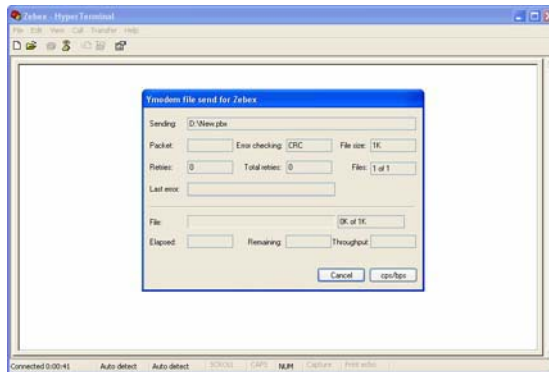 Zebex - HyperTerminal
File Edit View Call Transfer Help
Ymodem file send for Zebex
Sending: D:\New.pbx
Packet: Error checking: CRC File size: 1K
Retries: 0 Total retries: 0 Files: 1 of 1
Last error:
File: 0K of 1K
Elapsed: Remaining: Throughput:
Cancel cps/bps
Connected 0:00:41 Auto detect Auto detect SCROLL CAPS NUM Capture Print echo